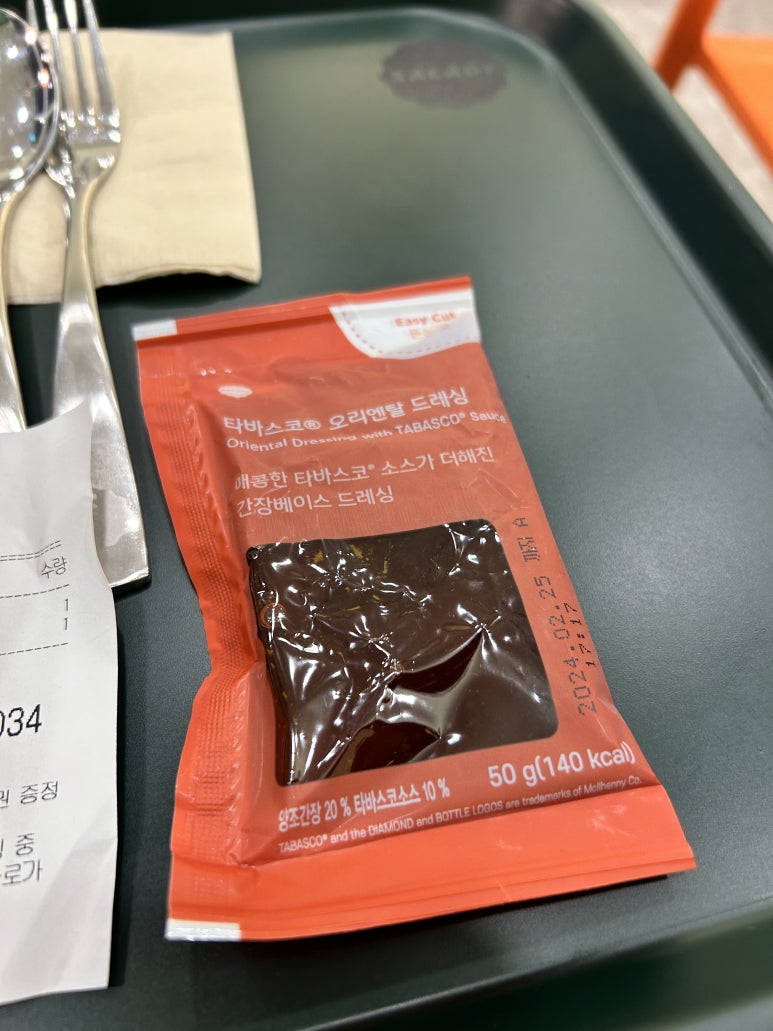 SALADY
Easy Cut
타바스코® 오리엔탈 드레싱
Oriental Dressing with TABASCO® Sauce
매콤한 타바스코® 소스가 더해진
간장베이스 드레싱
2024.02.25 까지 A
17:17
50 g(140 kcal)
양조간장 20 % 타바스코소스 10 %
TABASCO® and the DIAMOND and BOTTLE LOGOS are trademarks of McIlhenny Co.
수량
1
1
034
권 증정
중
로가